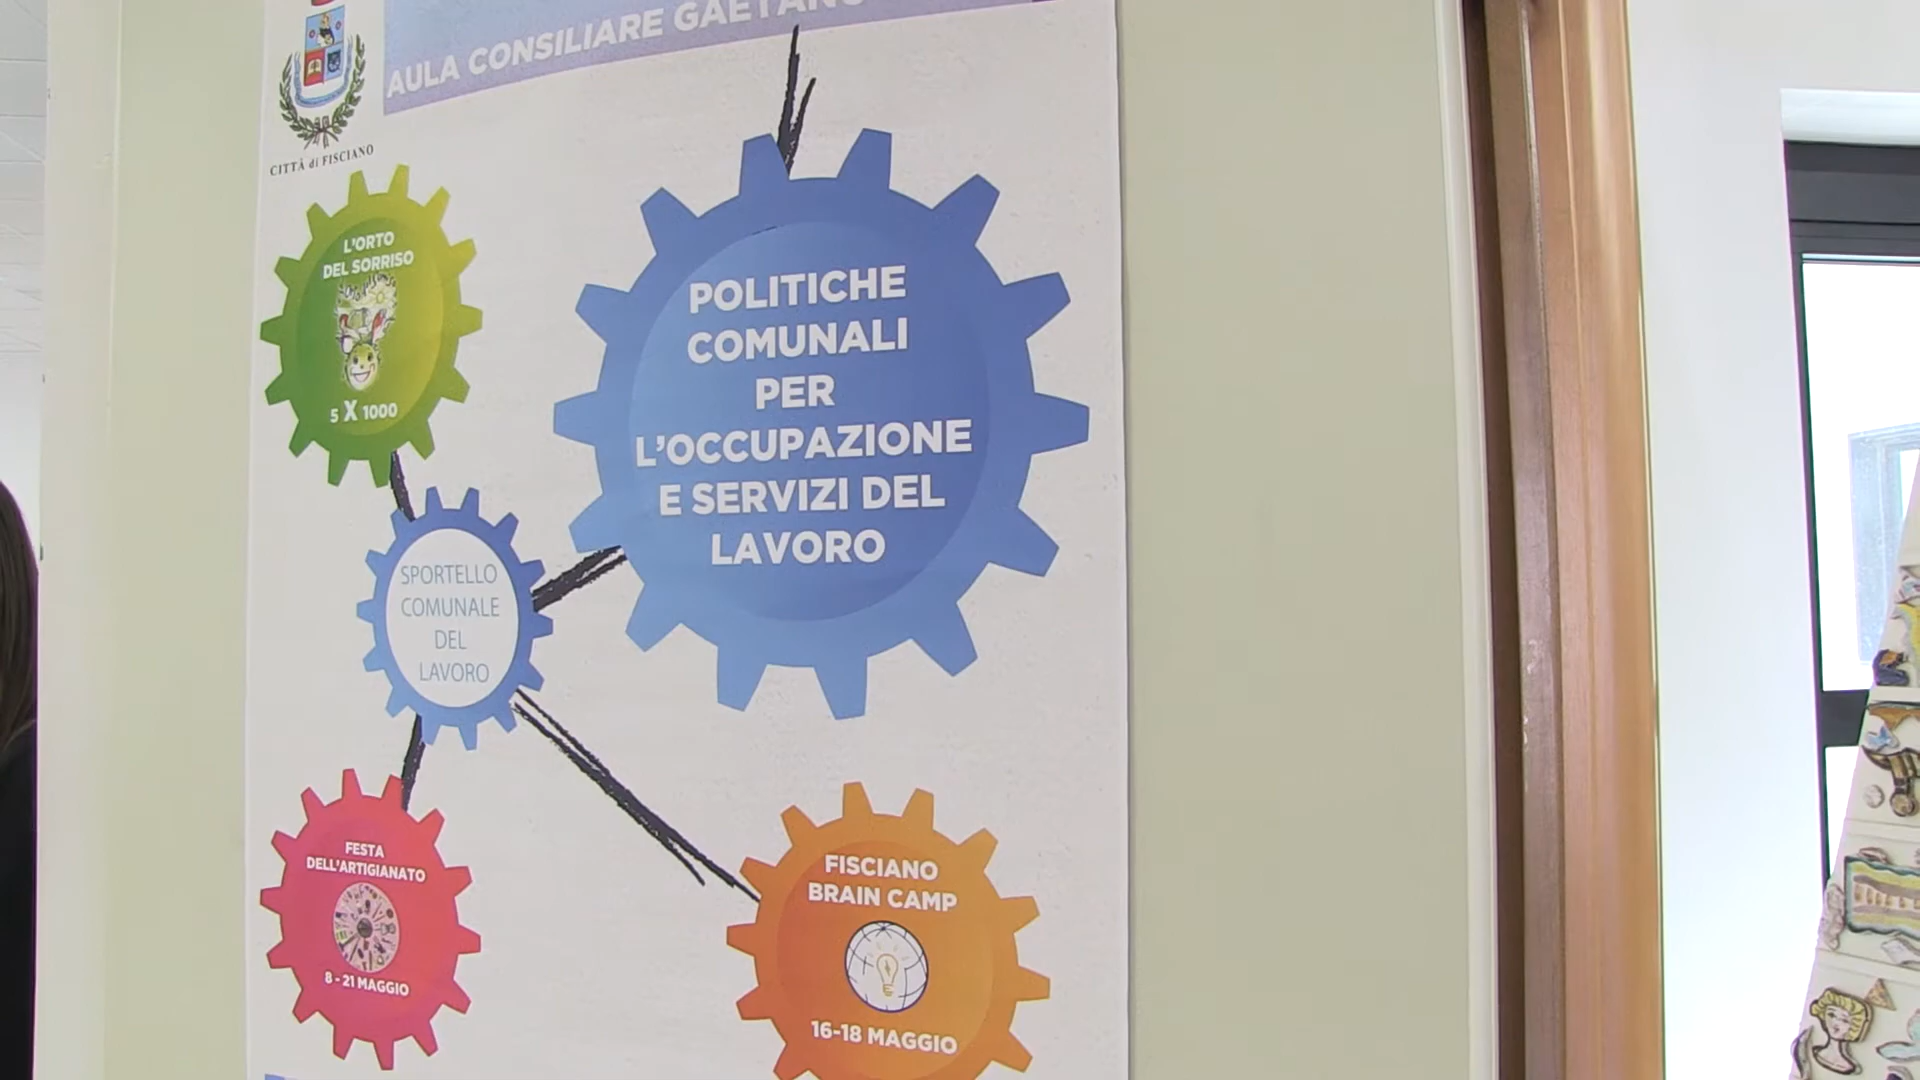 AULA CONSILIARE
CITTÀ di FISCIANO
L'ORTO
DEL SORRISO
5 X 1000
POLITICHE
COMUNALI
PER
L'OCCUPAZIONE
E SERVIZI DEL
LAVORO
SPORTELLO
COMUNALE
DEL
LAVORO
FESTA
DELL'ARTIGIANATO
8 - 21 MAGGIO
FISCIANO
BRAIN CAMP
16-18 MAGGIO